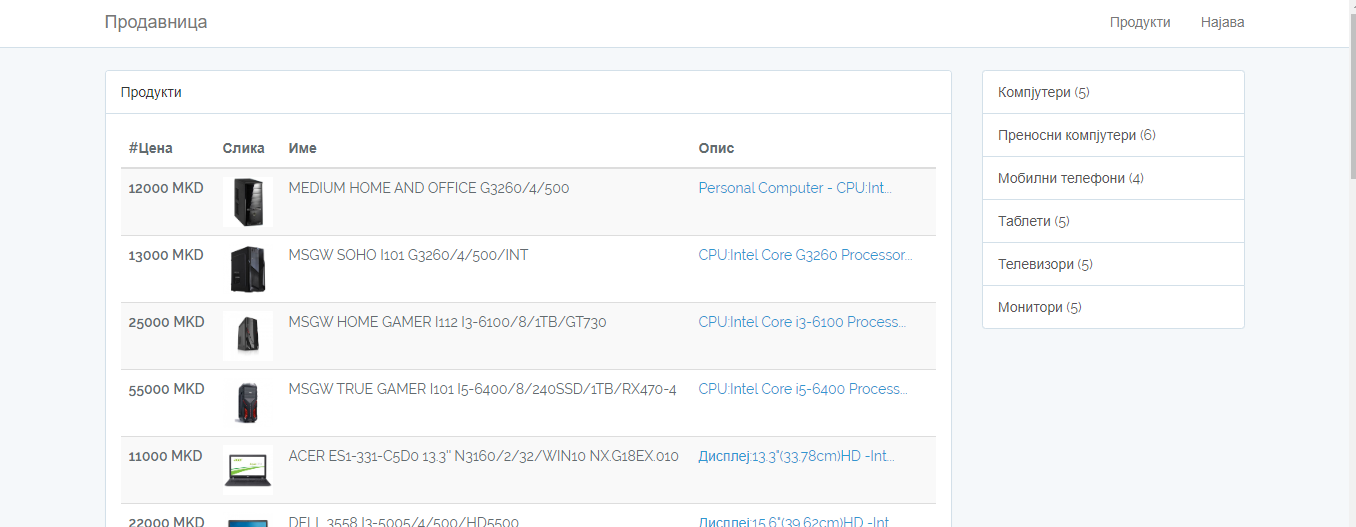 Продавница
Продукти Најава
Продукти
#Цена Слика Име Опис
12000 MKD MEDIUM HOME AND OFFICE G3260/4/500 Personal Computer - CPU:Int...
13000 MKD MSGW SOHO I101 G3260/4/500/INT CPU:Intel Core G3260 Processor...
25000 MKD MSGW HOME GAMER I112 I3-6100/8/1TB/GT730 CPU:Intel Core i3-6100 Process...
55000 MKD MSGW TRUE GAMER I101 I5-6400/8/240SSD/1TB/RX470-4 CPU:Intel Core i5-6400 Process...
11000 MKD ACER ES1-331-C5D0 13.3" N3160/2/32/WIN10 NX.G18EX.010 Дисплеј:13.3"(33.78cm)HD -Int...
22000 MKD DELL 3558 I3-5005/4/500/HD5500 Дисплеј:15.6"(39.62cm)HD -Int...
Компјутери (5)
Преносни компјутери (6)
Мобилни телефони (4)
Таблети (5)
Телевизори (5)
Монитори (5)